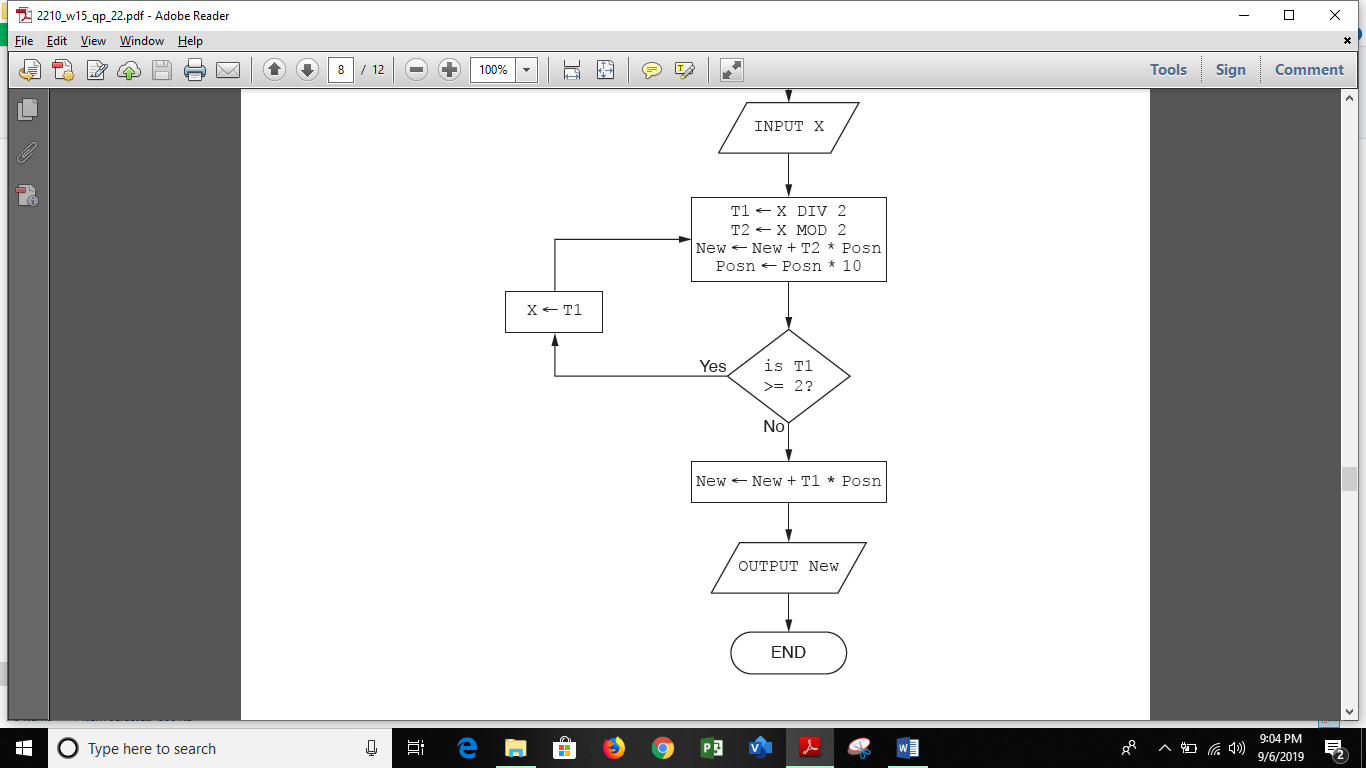 2210_w15_qp_22.pdf - Adobe Reader
File Edit View Window Help
8 / 12 100% Tools Sign Comment
INPUT X
T1 ← X DIV 2
T2 ← X MOD 2
New ← New + T2 * Posn
Posn ← Posn * 10
X ← T1
Yes
is T1
>= 2?
No
New ← New + T1 * Posn
OUTPUT New
END
Type here to search
9:04 PM
9/6/2019
2